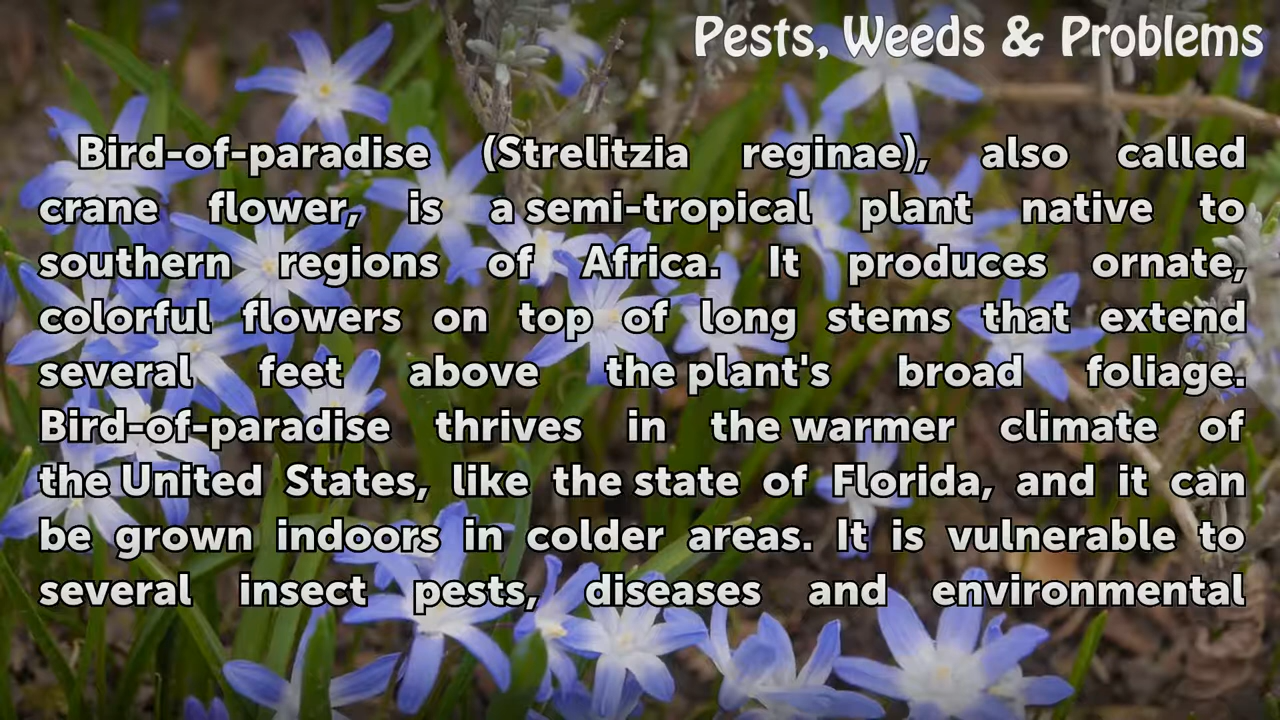 Pests, Weeds & Problems
Bird-of-paradise (Strelitzia reginae), also called
crane flower, is a semi-tropical plant native to
southern regions of Africa. It produces ornate,
colorful flowers on top of long stems that extend
several feet above the plant's broad foliage.
Bird-of-paradise thrives in the warmer climate of
the United States, like the state of Florida, and it can
be grown indoors in colder areas. It is vulnerable to
several insect pests, diseases and environmental